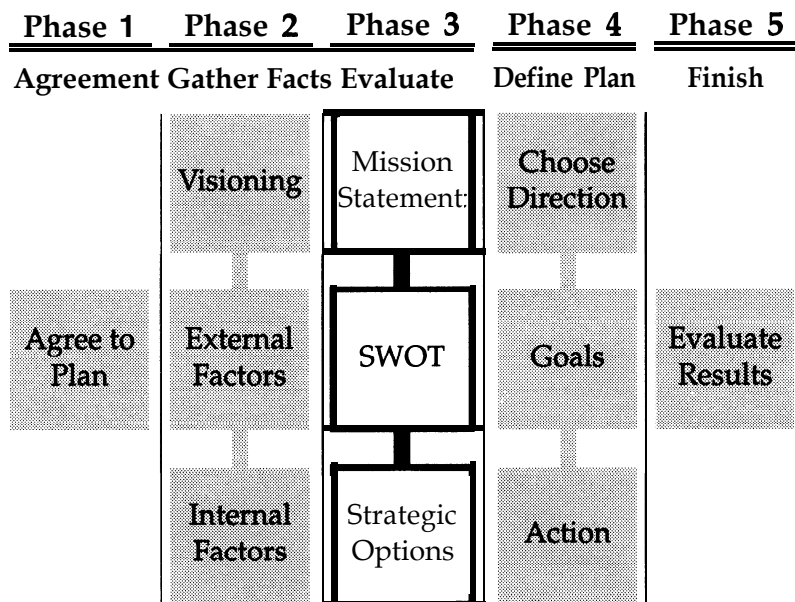 Phase 1 Phase 2 Phase 3 Phase 4 Phase 5
Agreement Gather Facts Evaluate Define Plan Finish
Visioning
Mission
Statement:
Choose
Direction
Agree to
Plan
External
Factors
SWOT
Goals
Evaluate
Results
Internal
Factors
Strategic
Options
Action